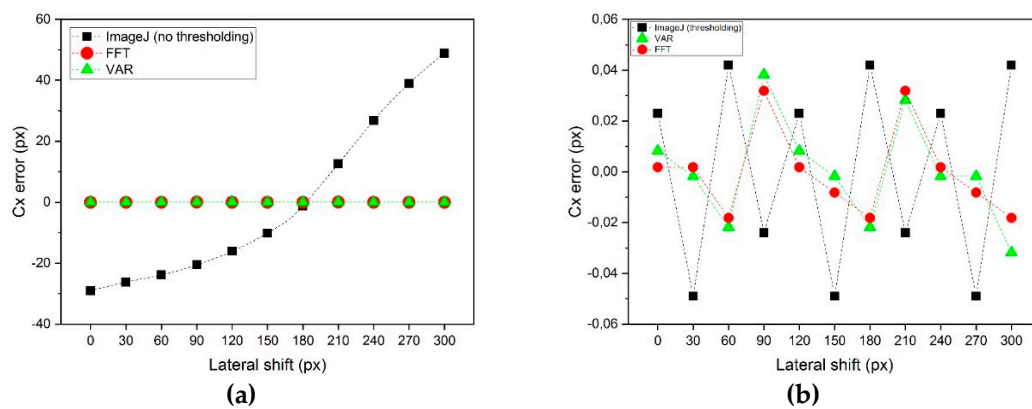 60
40
20
0
-20
-40
Cx error (px)
ImageJ (no thresholding)
FFT
VAR
0 30 60 90 120 150 180 210 240 270 300
Lateral shift (px)
(a)
0,06
0,04
0,02
0,00
-0,02
-0,04
-0,06
Cx error (px)
ImageJ (thresholding)
VAR
FFT
0 30 60 90 120 150 180 210 240 270 300
Lateral shift (px)
(b)